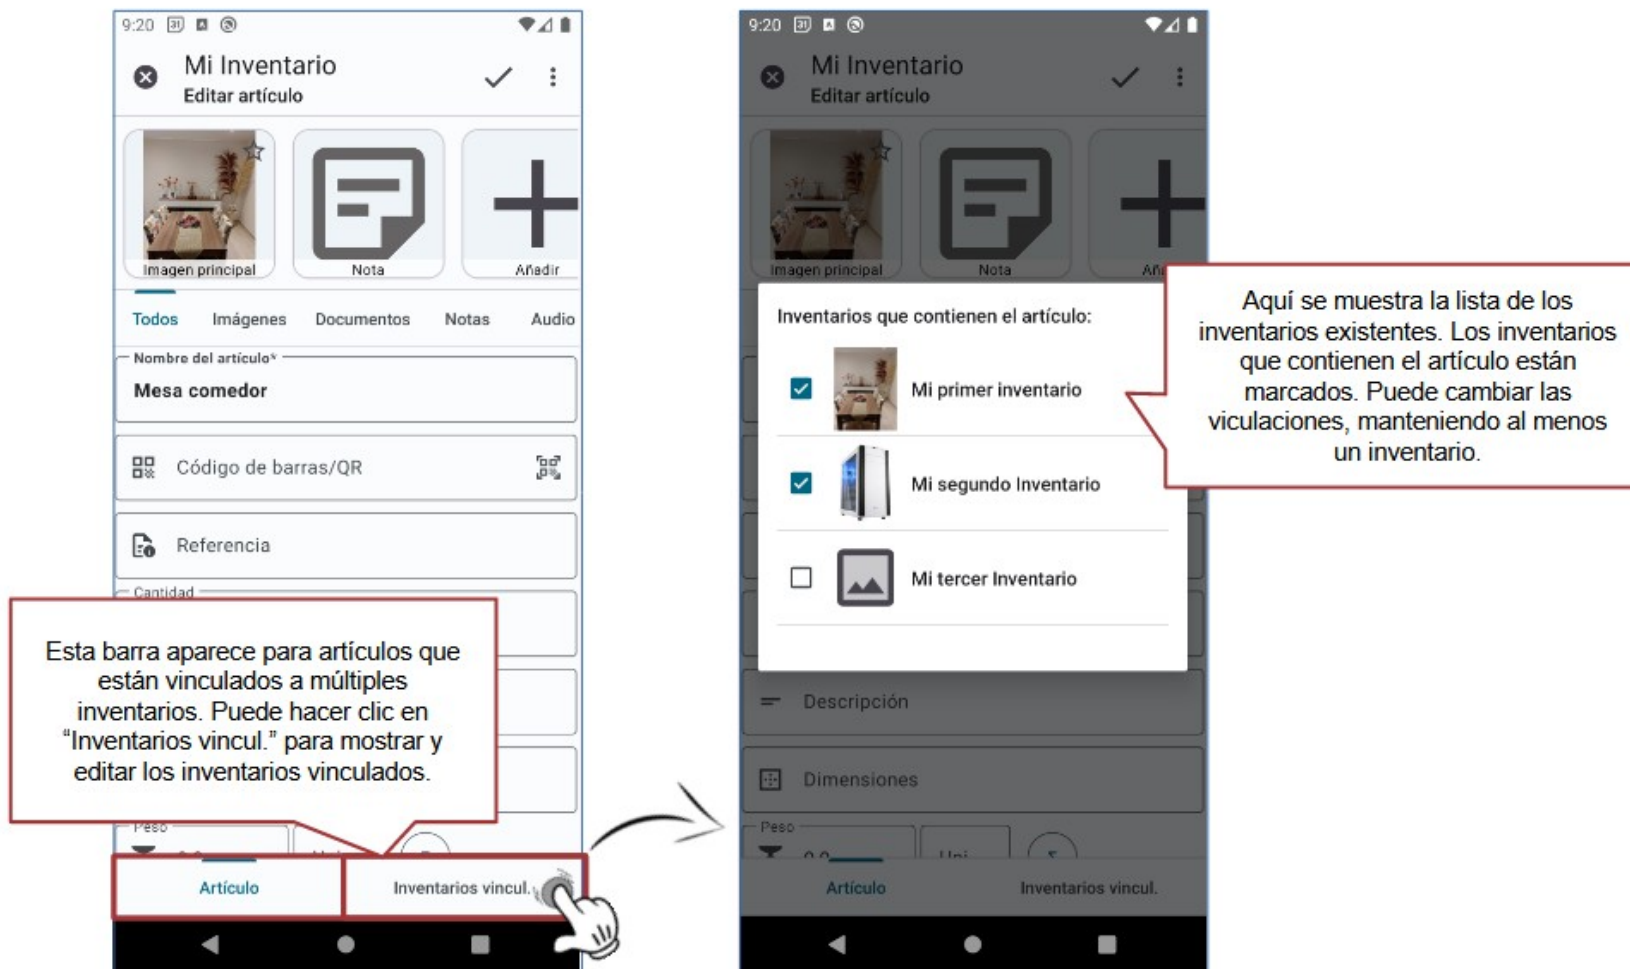 9:20
Mi Inventario
Editar artículo
Imagen principal
Nota
Añadir
Todos Imágenes Documentos Notas Audio
Nombre del artículo*
Mesa comedor
Código de barras/QR
Referencia
Cantidad
Esta barra aparece para artículos que
están vinculados a múltiples
inventarios. Puede hacer clic en
“Inventarios vincul.” para mostrar y
editar los inventarios vinculados.
Peso
Artículo
Inventarios vincul.
9:20
Mi Inventario
Editar artículo
Imagen principal
Nota
Inventarios que contienen el artículo:
Mi primer inventario
Mi segundo Inventario
Mi tercer Inventario
Aquí se muestra la lista de los
inventarios existentes. Los inventarios
que contienen el artículo están
marcados. Puede cambiar las
viculaciones, manteniendo al menos
un inventario.
Descripción
Dimensiones
Peso
Artículo
Inventarios vincul.